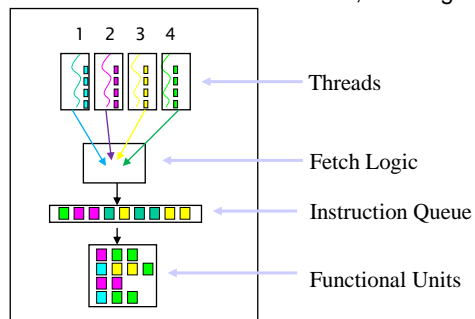 1 2 3 4
Threads
Fetch Logic
Instruction Queue
Functional Units